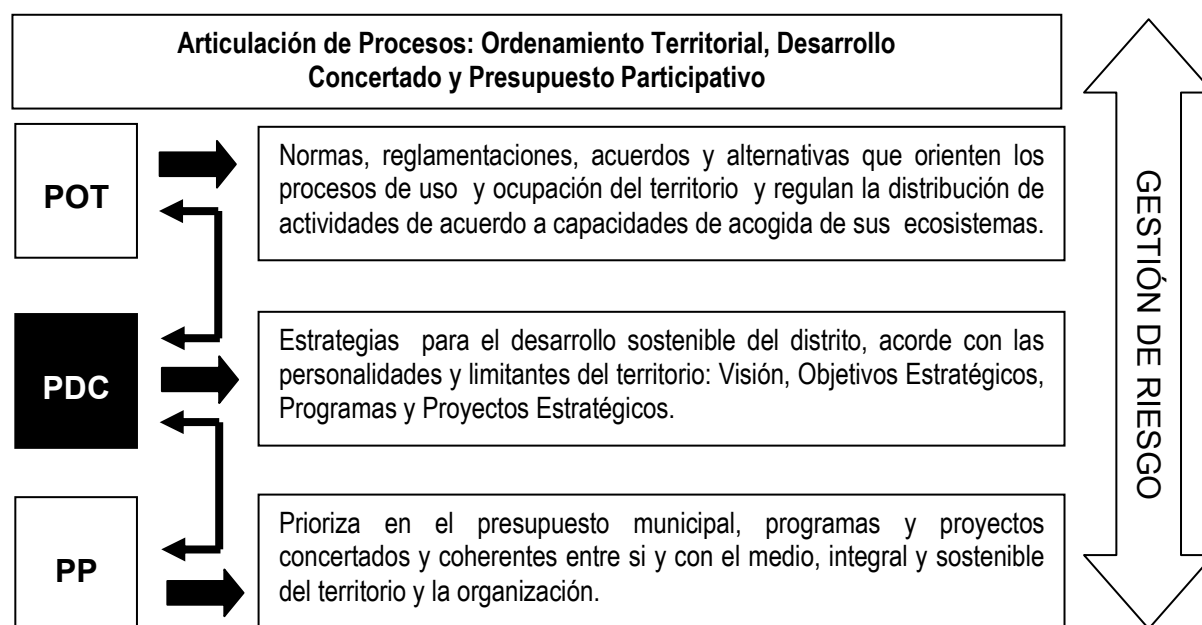 Articulación de Procesos: Ordenamiento Territorial, Desarrollo
Concertado y Presupuesto Participativo
POT
Normas, reglamentaciones, acuerdos y alternativas que orienten los
procesos de uso y ocupación del territorio y regulan la distribución de
actividades de acuerdo a capacidades de acogida de sus ecosistemas.
PDC
Estrategias para el desarrollo sostenible del distrito, acorde con las
personalidades y limitantes del territorio: Visión, Objetivos Estratégicos,
Programas y Proyectos Estratégicos.
PP
Prioriza en el presupuesto municipal, programas y proyectos
concertados y coherentes entre si y con el medio, integral y sostenible
del territorio y la organización.
GESTIÓN DE RIESGO